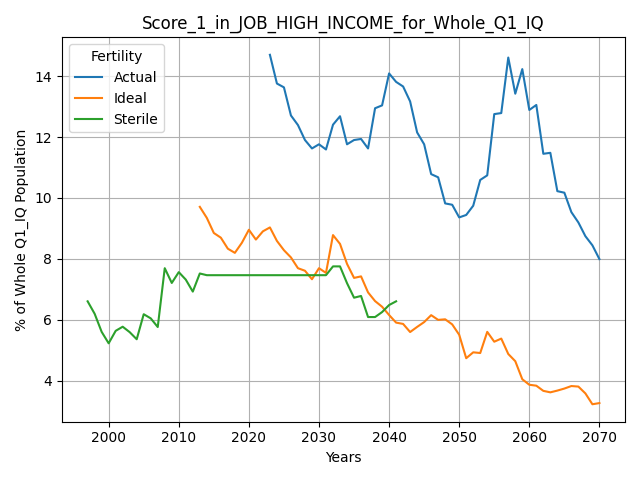 Score_1_in_JOB_HIGH_INCOME_for_Whole_Q1_IQ
Fertility
Actual
Ideal
Sterile
% of Whole Q1_IQ Population
14
12
10
8
6
4
2000 2010 2020 2030 2040 2050 2060 2070
Years